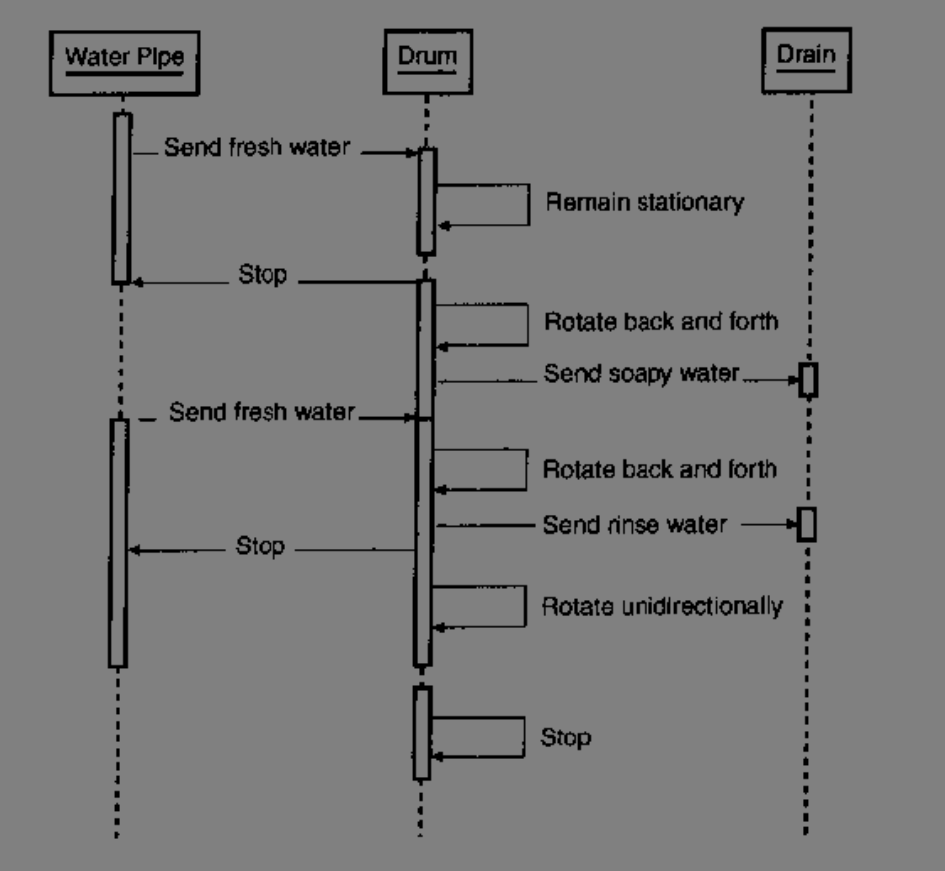 Water Pipe
Drum
Drain
Send fresh water
Remain stationary
Stop
Rotate back and forth
Send soapy water
Send fresh water
Rotate back and forth
Send rinse water
Stop
Rotate unidirectionally
Stop